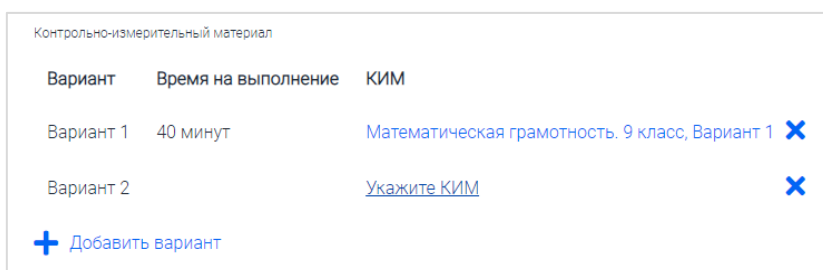 Контрольно-измерительный материал
Вариант Время на выполнение КИМ
Вариант 1 40 минут Математическая грамотность. 9 класс, Вариант 1
Вариант 2 Укажите КИМ
Добавить вариант